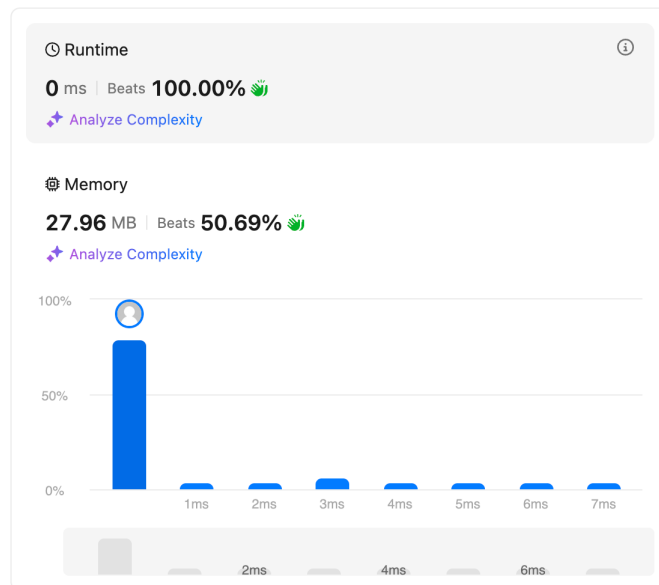 Runtime
0 ms | Beats 100.00%
Analyze Complexity
Memory
27.96 MB | Beats 50.69%
Analyze Complexity
100%
50%
0%
1ms 2ms 3ms 4ms 5ms 6ms 7ms
2ms 4ms 6ms